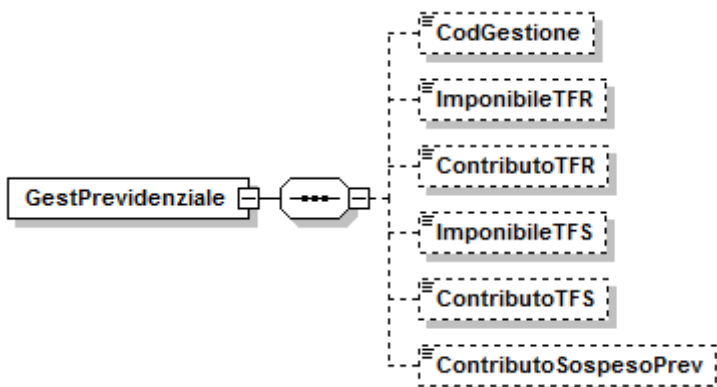 CodGestione
ImponibileTFR
ContributoTFR
GestPrevidenziale
ImponibileTFS
ContributoTFS
ContributoSospesoPrev